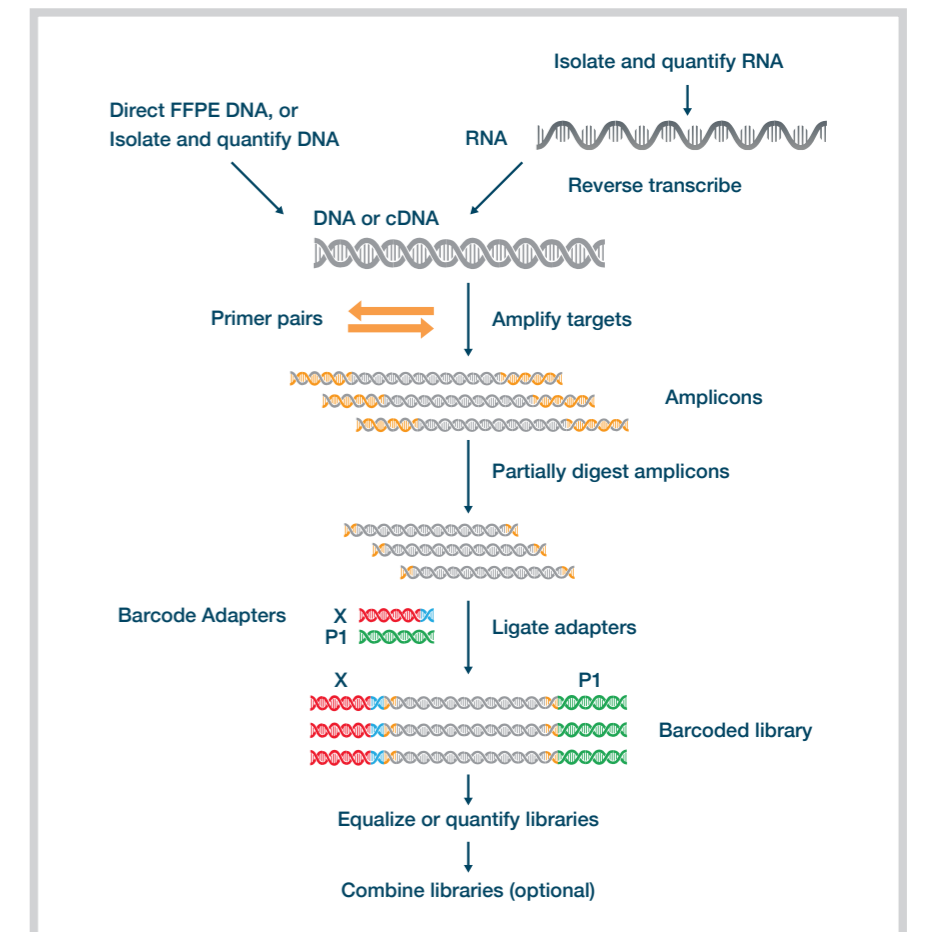 Isolate and quantify RNA
Direct FFPE DNA, or
Isolate and quantify DNA
RNA
Reverse transcribe
DNA or cDNA
Primer pairs
Amplify targets
Amplicons
Partially digest amplicons
Barcode Adapters
X
P1
Ligate adapters
X
P1
Barcoded library
Equalize or quantify libraries
Combine libraries (optional)